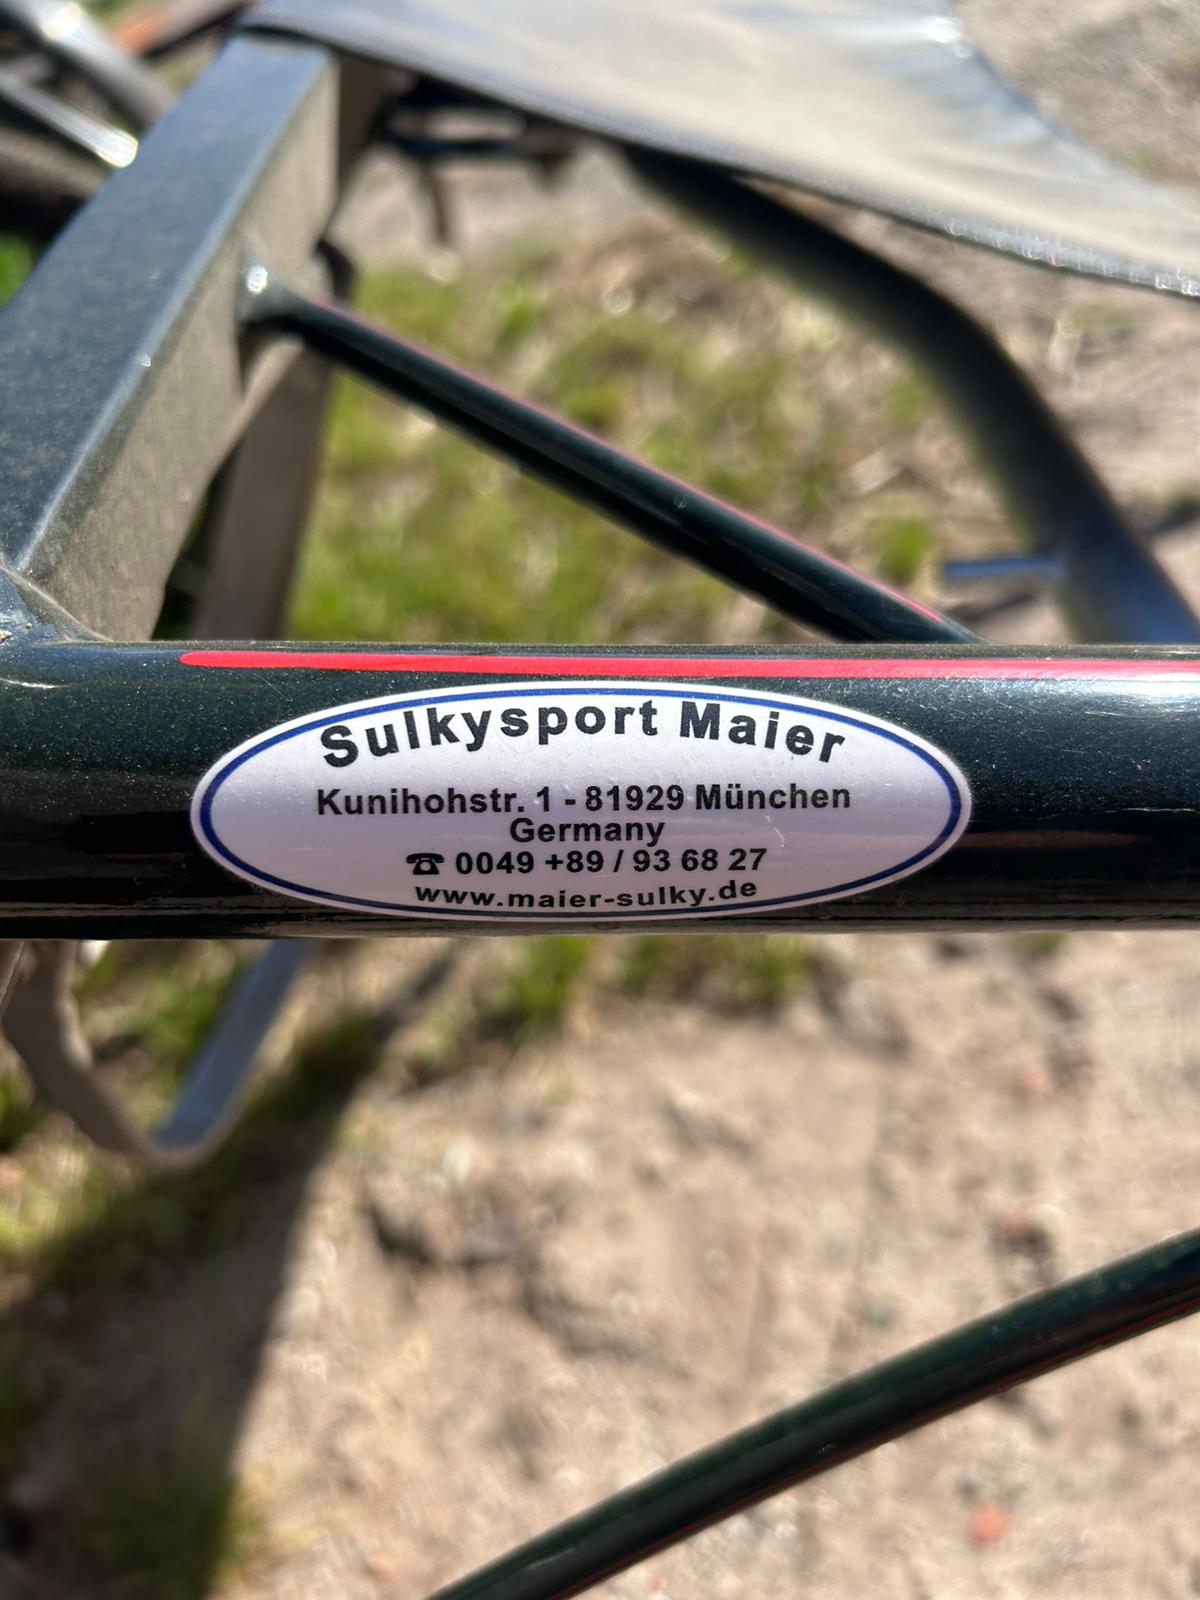 Sulkysport Maier
Kunihohstr. 1 - 81929 München
Germany
☎ 0049 +89 / 93 68 27
www.maier-sulky.de